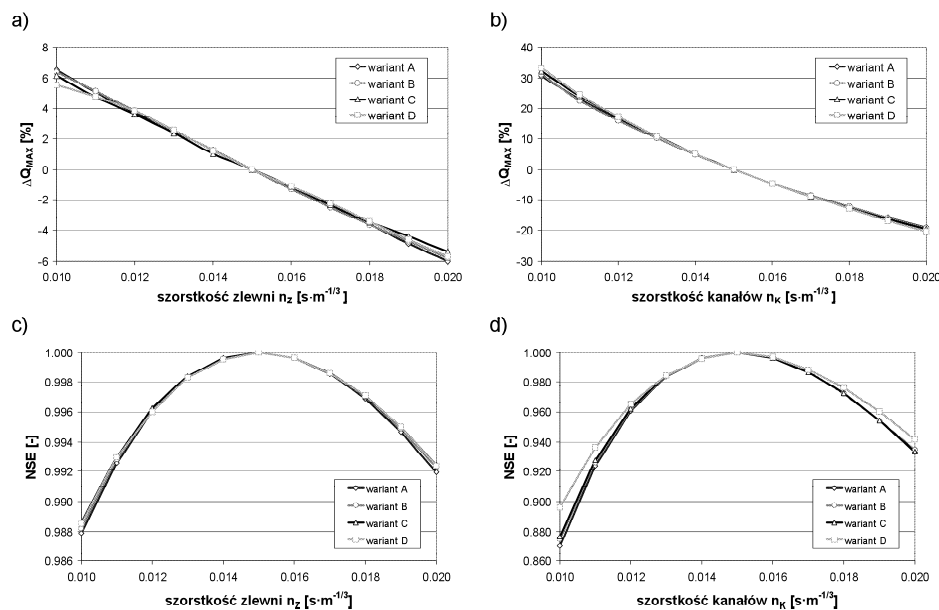 a)
8
6
4
2
0
-2
-4
-6
ΔQMAX [%]
0.010 0.012 0.014 0.016 0.018 0.020
szorstkość zlewni nZ [s·m-1/3]
wariant A
wariant B
wariant C
wariant D
b)
40
30
20
10
0
-10
-20
-30
ΔQMAX [%]
0.010 0.012 0.014 0.016 0.018 0.020
szorstkość kanałów nK [s·m-1/3]
wariant A
wariant B
wariant C
wariant D
c)
1.000
0.998
0.996
0.994
0.992
0.990
0.988
0.986
NSE [-]
0.010 0.012 0.014 0.016 0.018 0.020
szorstkość zlewni nZ [s·m-1/3]
wariant A
wariant B
wariant C
wariant D
d)
1.000
0.980
0.960
0.940
0.920
0.900
0.880
0.860
NSE [-]
0.010 0.012 0.014 0.016 0.018 0.020
szorstkość kanałów nK [s·m-1/3]
wariant A
wariant B
wariant C
wariant D